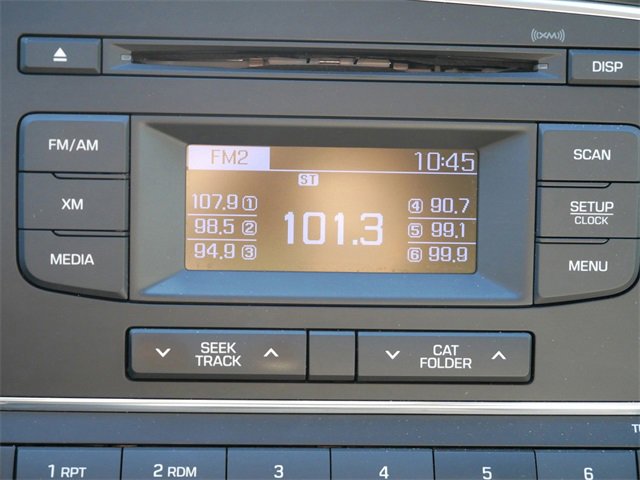 ((XM))
DISP
FM/AM
FM2 10:45
SCAN
ST
XM
107.9 1
4 90.7
SETUP
CLOCK
98.5 2
101.3
5 99.1
MEDIA
94.9 3
6 99.9
MENU
SEEK
TRACK
CAT
FOLDER
1 RPT
2 RDM
3
4
5
6